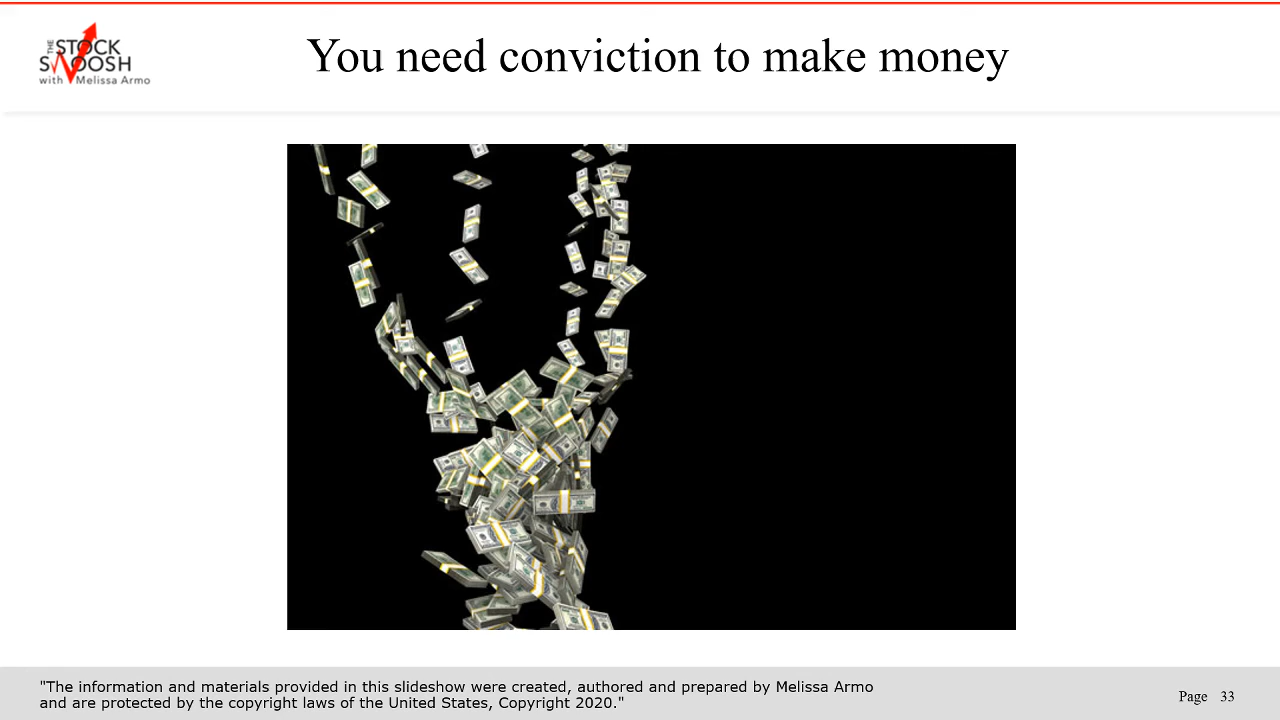 THE STOCK
SWOOSH
with Melissa Armo
You need conviction to make money
"The information and materials provided in this slideshow were created, authored and prepared by Melissa Armo
and are protected by the copyright laws of the United States, Copyright 2020."
Page 33